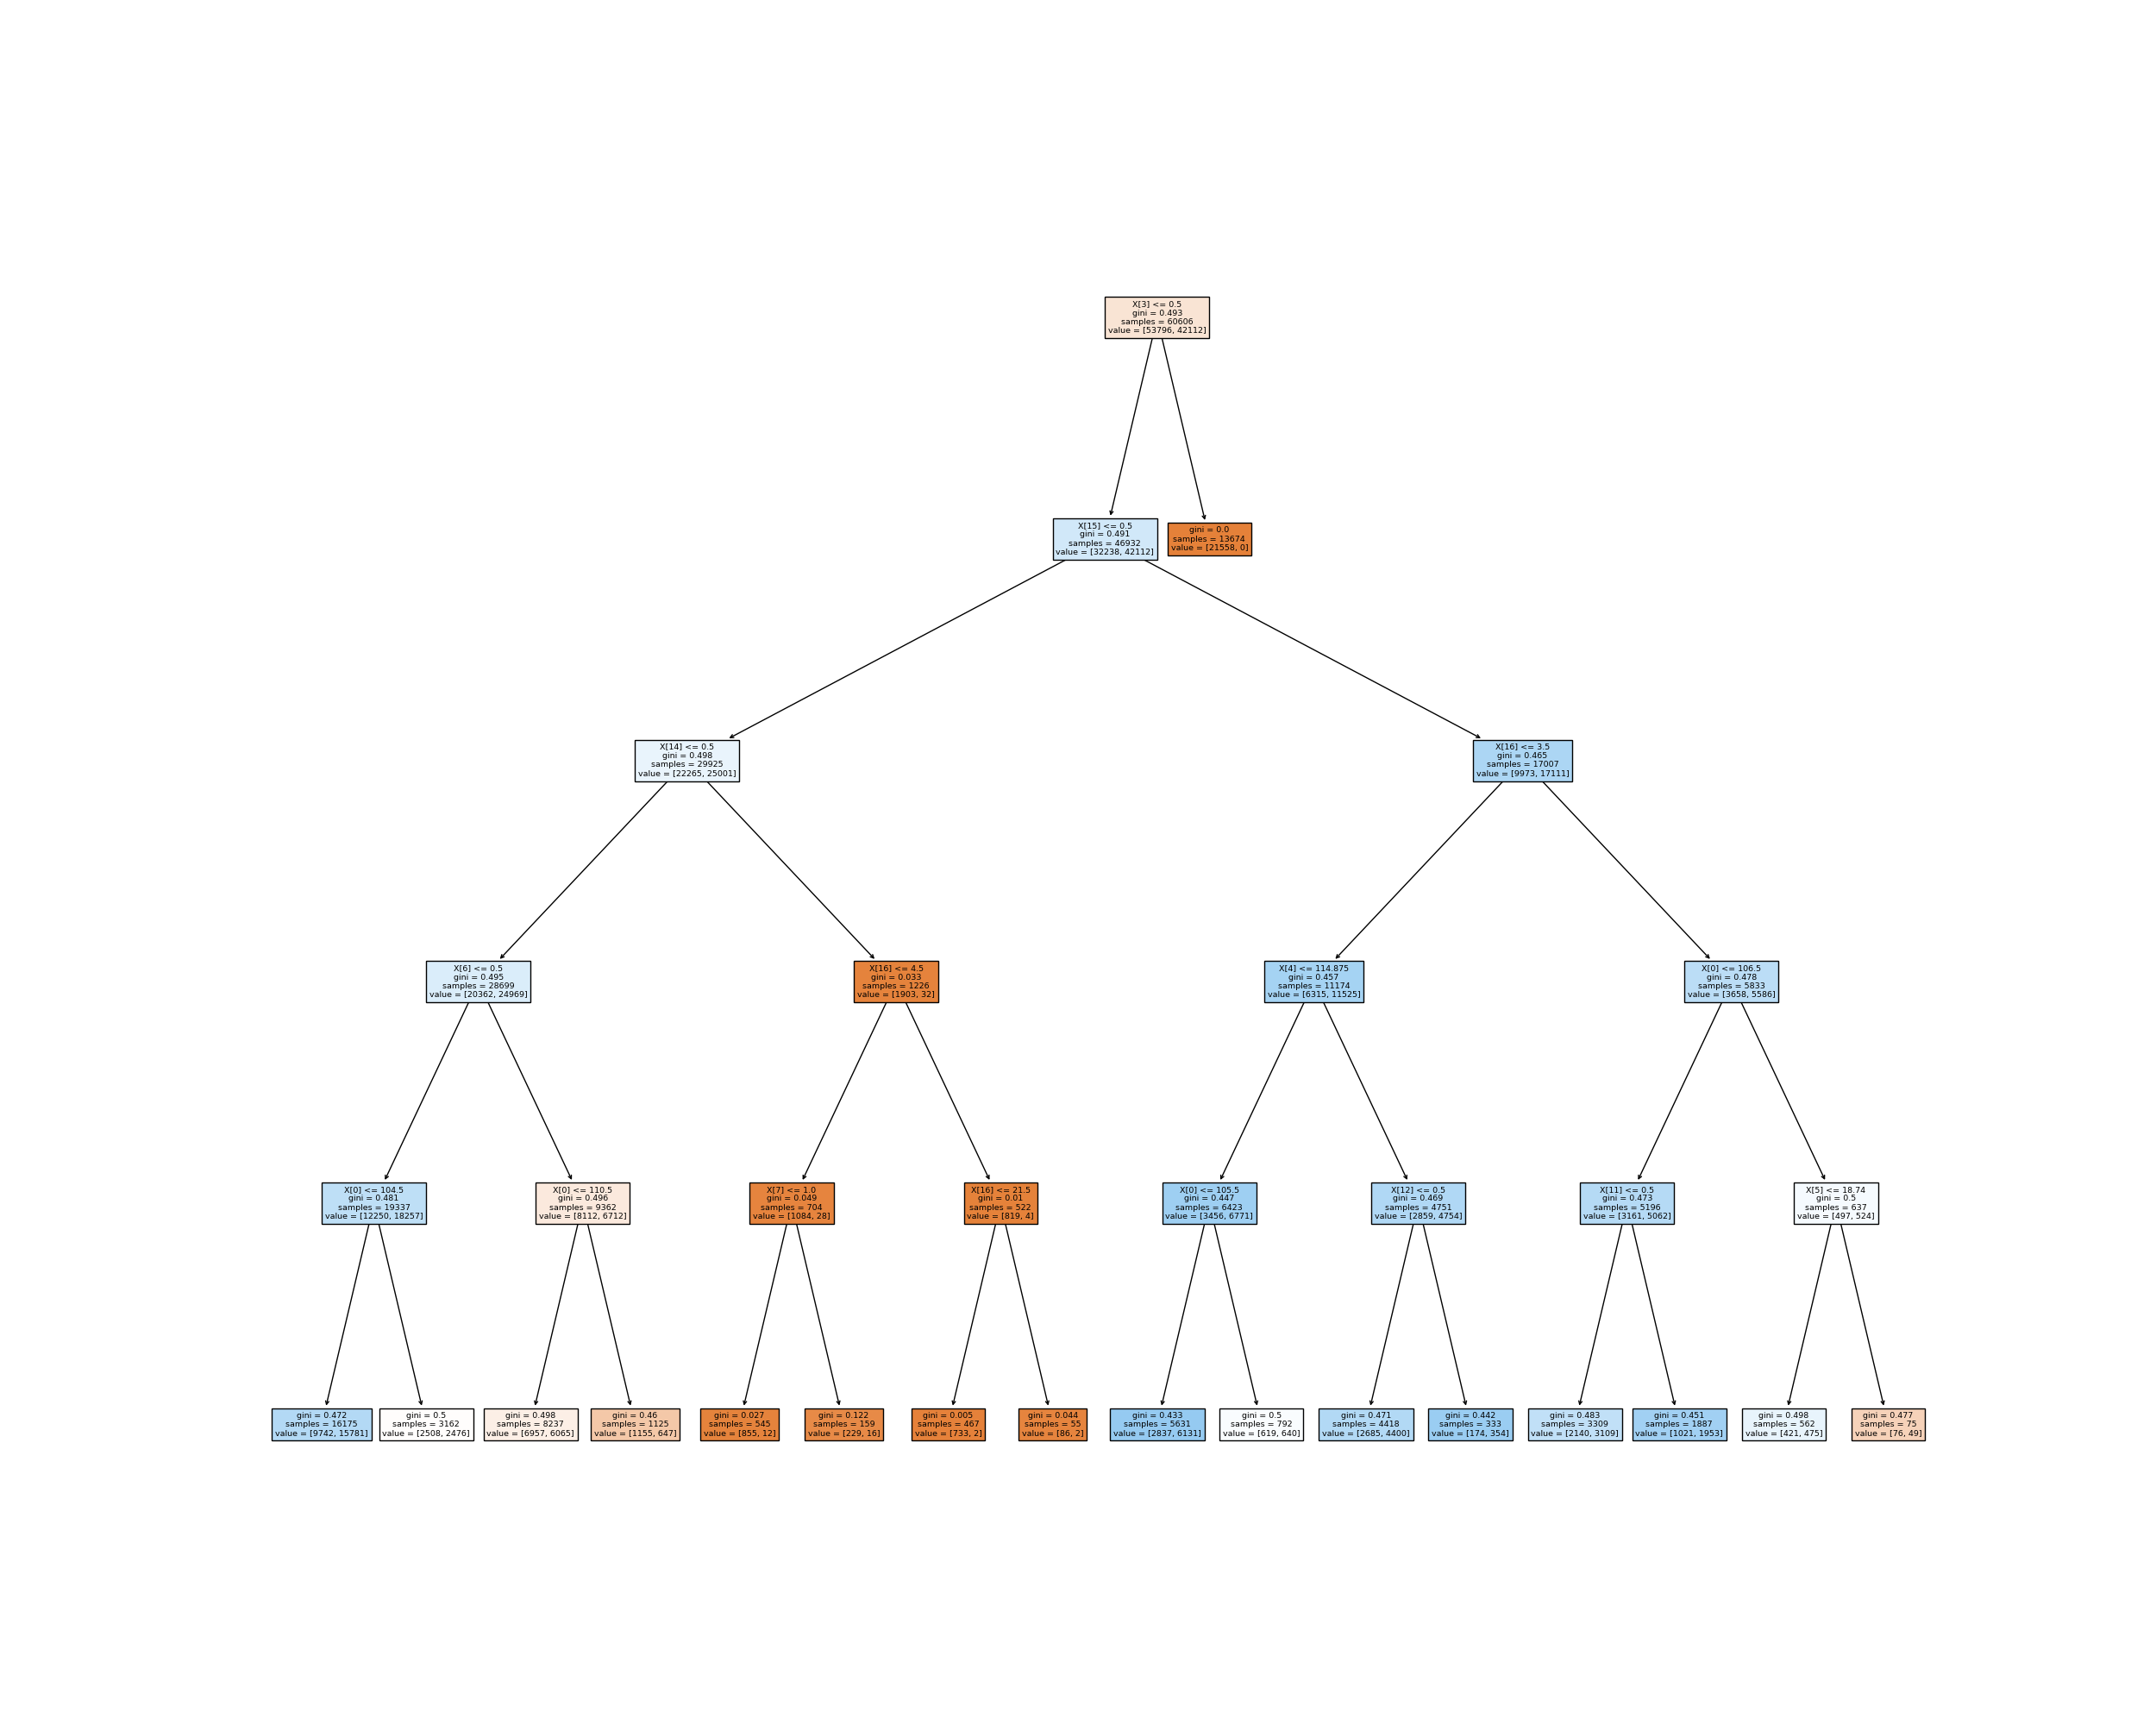 X[3] <= 0.5
gini = 0.493
samples = 60606
value = [53796, 42112]
X[15] <= 0.5
gini = 0.491
samples = 46932
value = [32238, 42112]
gini = 0.0
samples = 13674
value = [21558, 0]
X[14] <= 0.5
gini = 0.498
samples = 29925
value = [22265, 25001]
X[16] <= 3.5
gini = 0.465
samples = 17007
value = [9973, 17111]
X[6] <= 0.5
gini = 0.495
samples = 28699
value = [20362, 24969]
X[16] <= 4.5
gini = 0.033
samples = 1226
value = [1903, 32]
X[4] <= 114.875
gini = 0.457
samples = 11174
value = [6315, 11525]
X[0] <= 106.5
gini = 0.478
samples = 5833
value = [3658, 5586]
X[0] <= 104.5
gini = 0.481
samples = 19337
value = [12250, 18257]
X[0] <= 110.5
gini = 0.496
samples = 9362
value = [8112, 6712]
X[7] <= 1.0
gini = 0.049
samples = 704
value = [1084, 28]
X[16] <= 21.5
gini = 0.01
samples = 522
value = [819, 4]
X[0] <= 105.5
gini = 0.447
samples = 6423
value = [3456, 6771]
X[12] <= 0.5
gini = 0.469
samples = 4751
value = [2859, 4754]
X[11] <= 0.5
gini = 0.473
samples = 5196
value = [3161, 5062]
X[5] <= 18.74
gini = 0.5
samples = 637
value = [497, 524]
gini = 0.472
samples = 16175
value = [9742, 15781]
gini = 0.5
samples = 3162
value = [2508, 2476]
gini = 0.498
samples = 8237
value = [6957, 6065]
gini = 0.46
samples = 1125
value = [1155, 647]
gini = 0.027
samples = 545
value = [855, 12]
gini = 0.122
samples = 159
value = [229, 16]
gini = 0.005
samples = 467
value = [733, 2]
gini = 0.044
samples = 55
value = [86, 2]
gini = 0.433
samples = 5631
value = [2837, 6131]
gini = 0.5
samples = 792
value = [619, 640]
gini = 0.471
samples = 4418
value = [2685, 4400]
gini = 0.442
samples = 333
value = [174, 354]
gini = 0.483
samples = 3309
value = [2140, 3109]
gini = 0.451
samples = 1887
value = [1021, 1953]
gini = 0.498
samples = 562
value = [421, 475]
gini = 0.477
samples = 75
value = [76, 49]